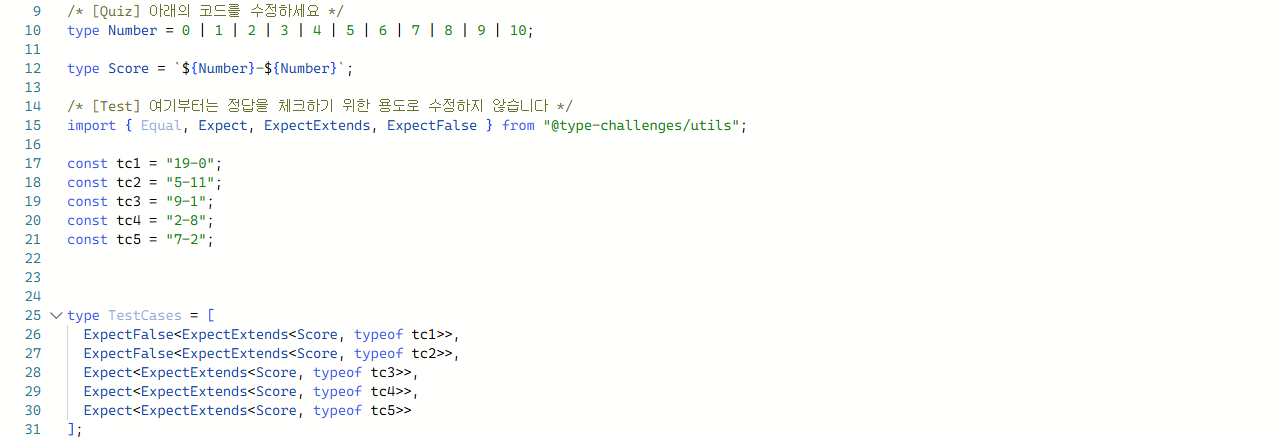 9 /* [Quiz] 아래의 코드를 수정하세요 */
10 type Number = 0 | 1 | 2 | 3 | 4 | 5 | 6 | 7 | 8 | 9 | 10;
11
12 type Score = `${Number}-${Number}`;
13
14 /* [Test] 여기부터는 정답을 체크하기 위한 용도로 수정하지 않습니다 */
15 import { Equal, Expect, ExpectExtends, ExpectFalse } from "@type-challenges/utils";
16
17 const tc1 = "19-0";
18 const tc2 = "5-11";
19 const tc3 = "9-1";
20 const tc4 = "2-8";
21 const tc5 = "7-2";
22
23
24
25 type TestCases = [
26 ExpectFalse<ExpectExtends<Score, typeof tc1>>,
27 ExpectFalse<ExpectExtends<Score, typeof tc2>>,
28 Expect<ExpectExtends<Score, typeof tc3>>,
29 Expect<ExpectExtends<Score, typeof tc4>>,
30 Expect<ExpectExtends<Score, typeof tc5>>
31 ];